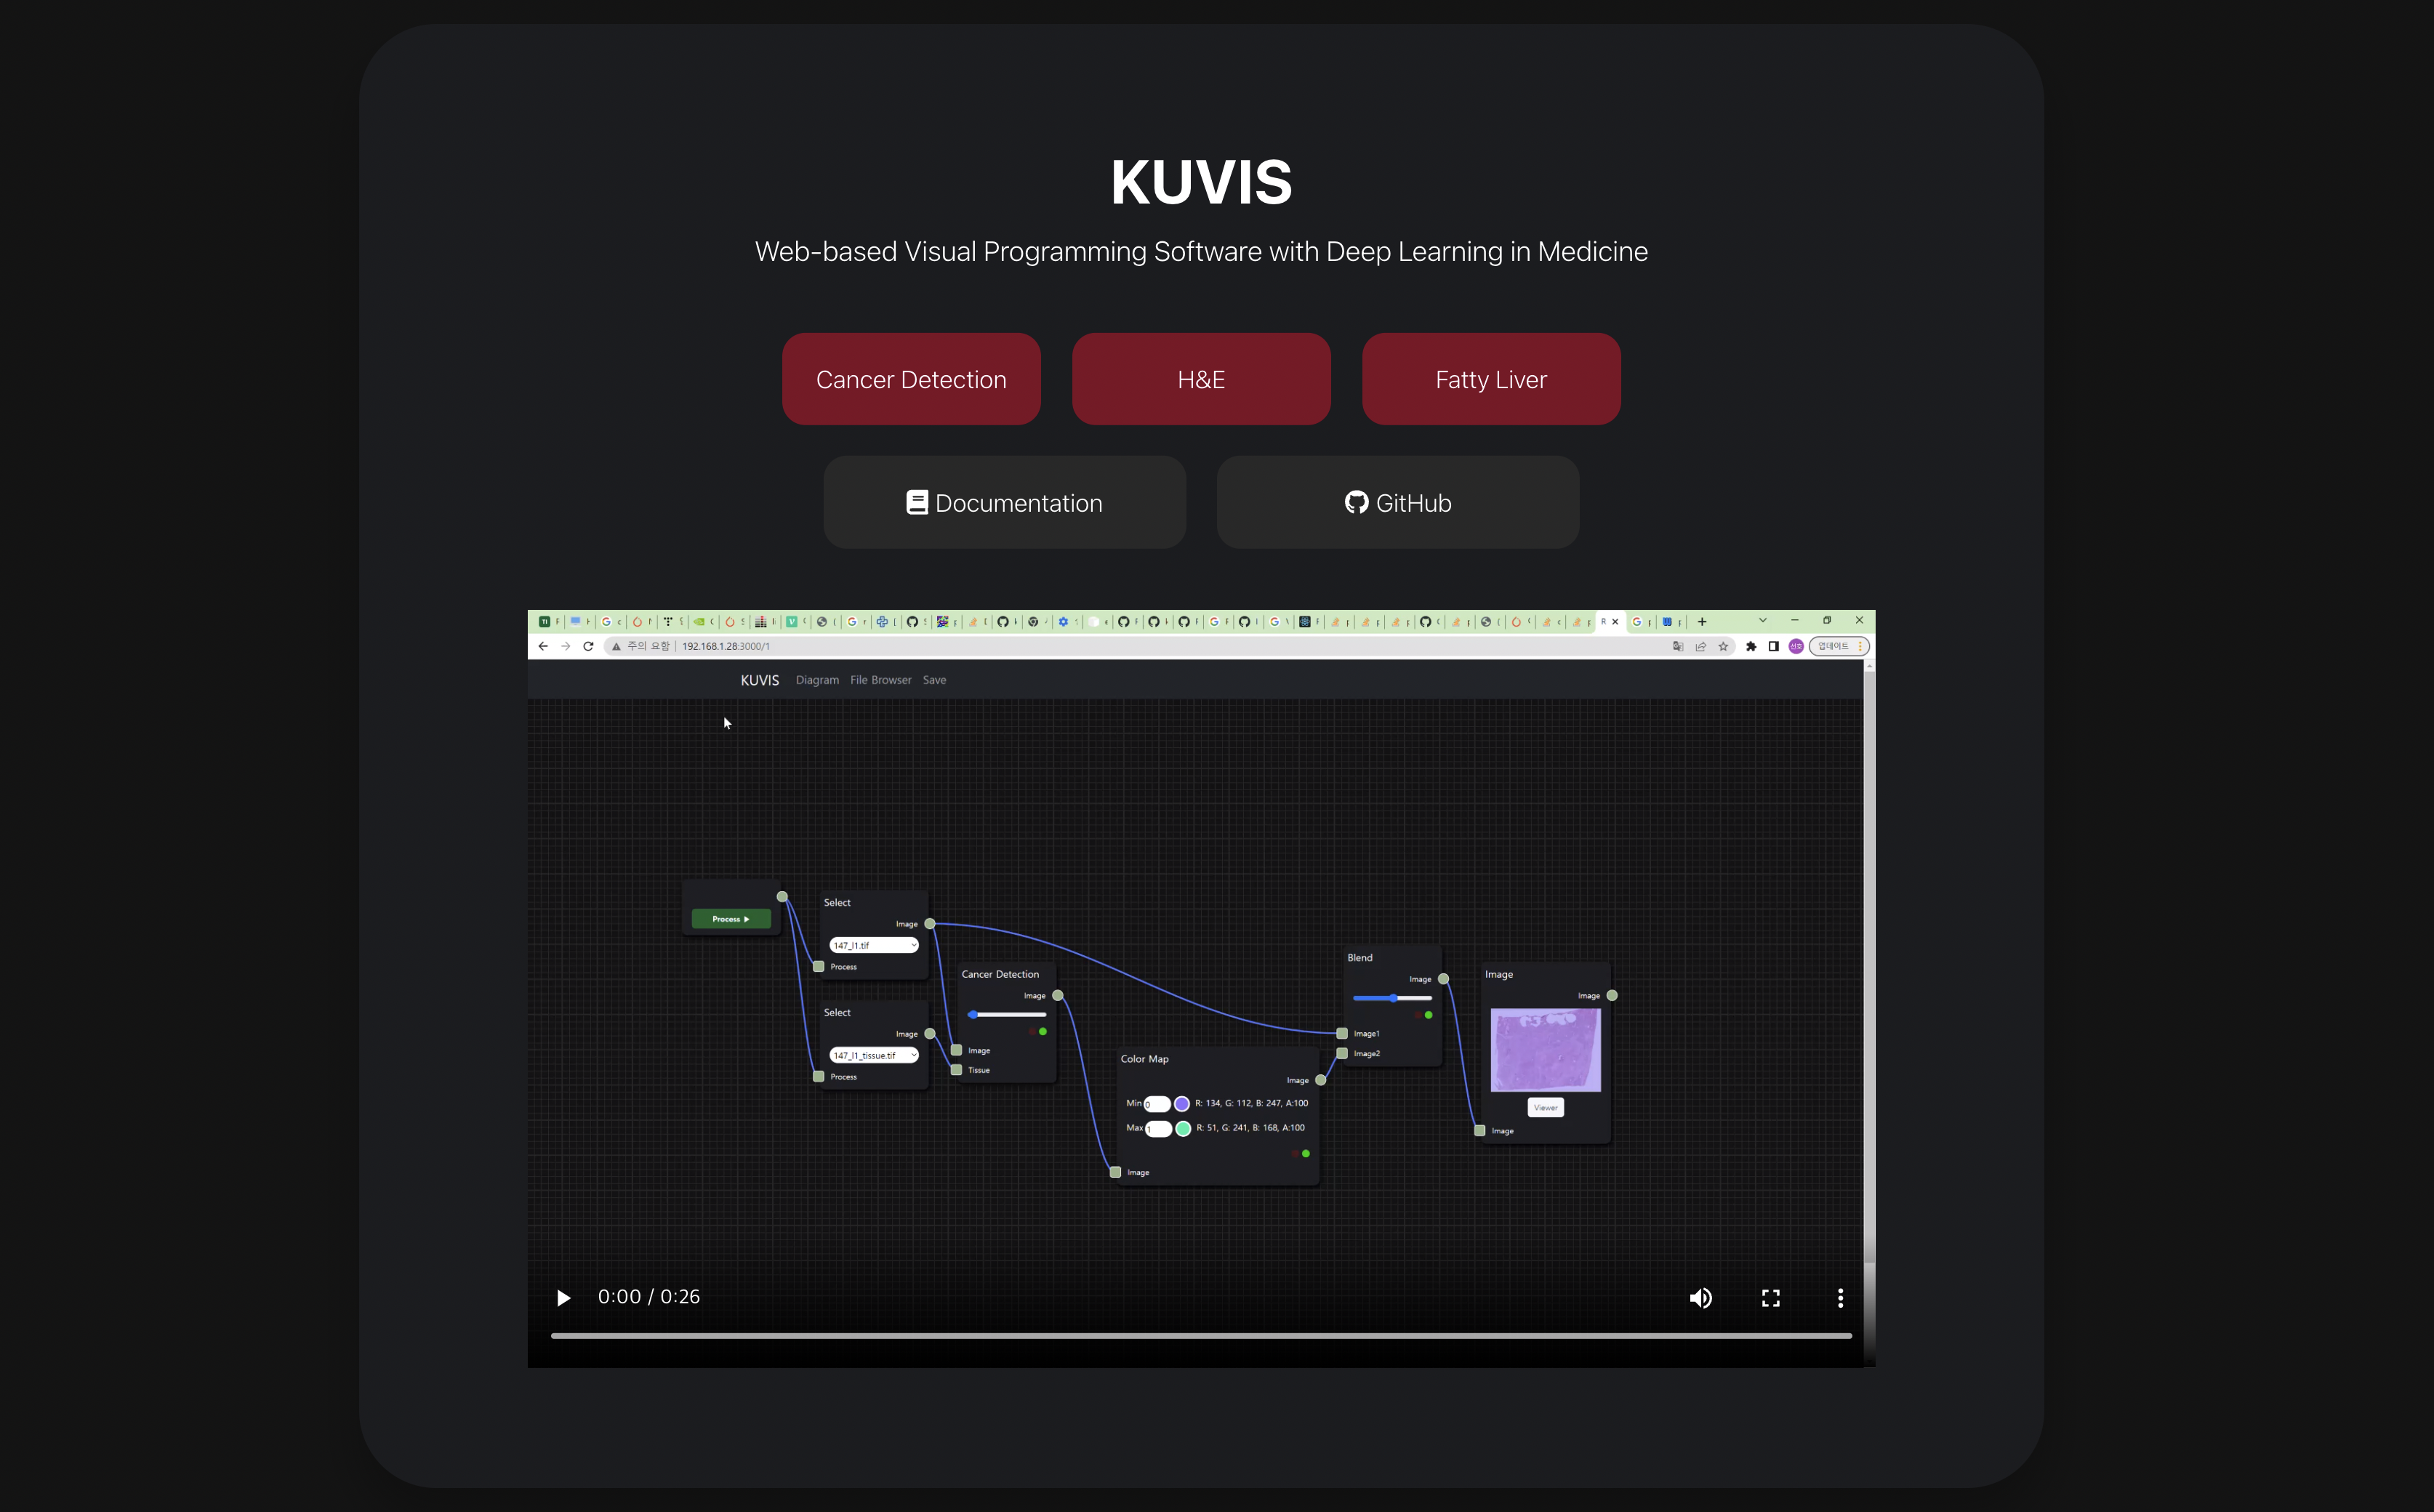 KUVIS
Web-based Visual Programming Software with Deep Learning in Medicine
Cancer Detection
H&E
Fatty Liver
Documentation
GitHub
주의 요함 192.168.1.28:3000/1
선호
업데이트
KUVIS Diagram File Browser Save
Process
Select
Image
147_l1.tif
Process
Select
Image
147_l1_tissue.tif
Process
Cancer Detection
Image
Image
Tissue
Color Map
Image
Min 0 R: 134, G: 112, B: 247, A:100
Max 1 R: 51, G: 241, B: 168, A:100
Image
Blend
Image
Image1
Image2
Image
Image
Viewer
Image
0:00 / 0:26